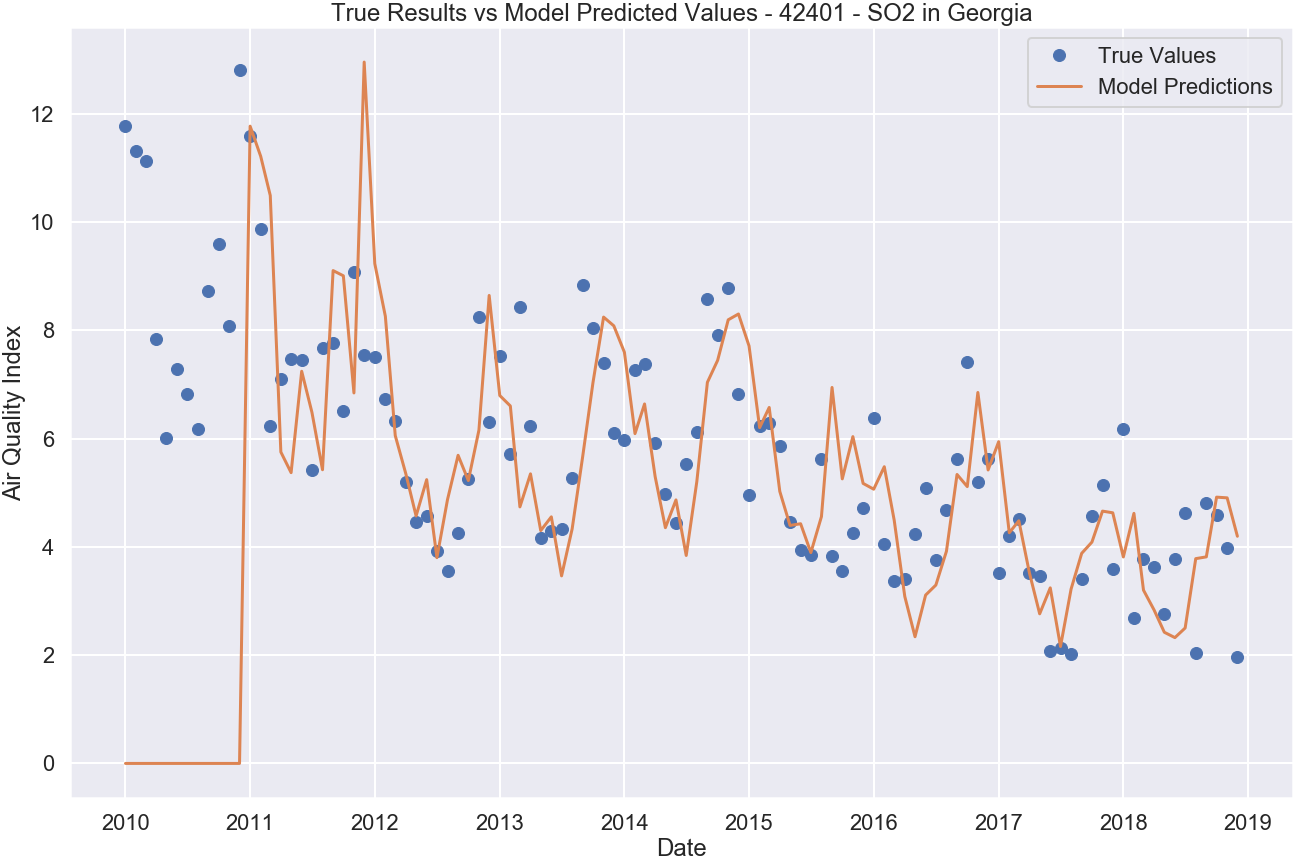 True Results vs Model Predicted Values - 42401 - SO2 in Georgia
True Values
Model Predictions
Air Quality Index
12
10
8
6
4
2
0
2010 2011 2012 2013 2014 2015 2016 2017 2018 2019
Date